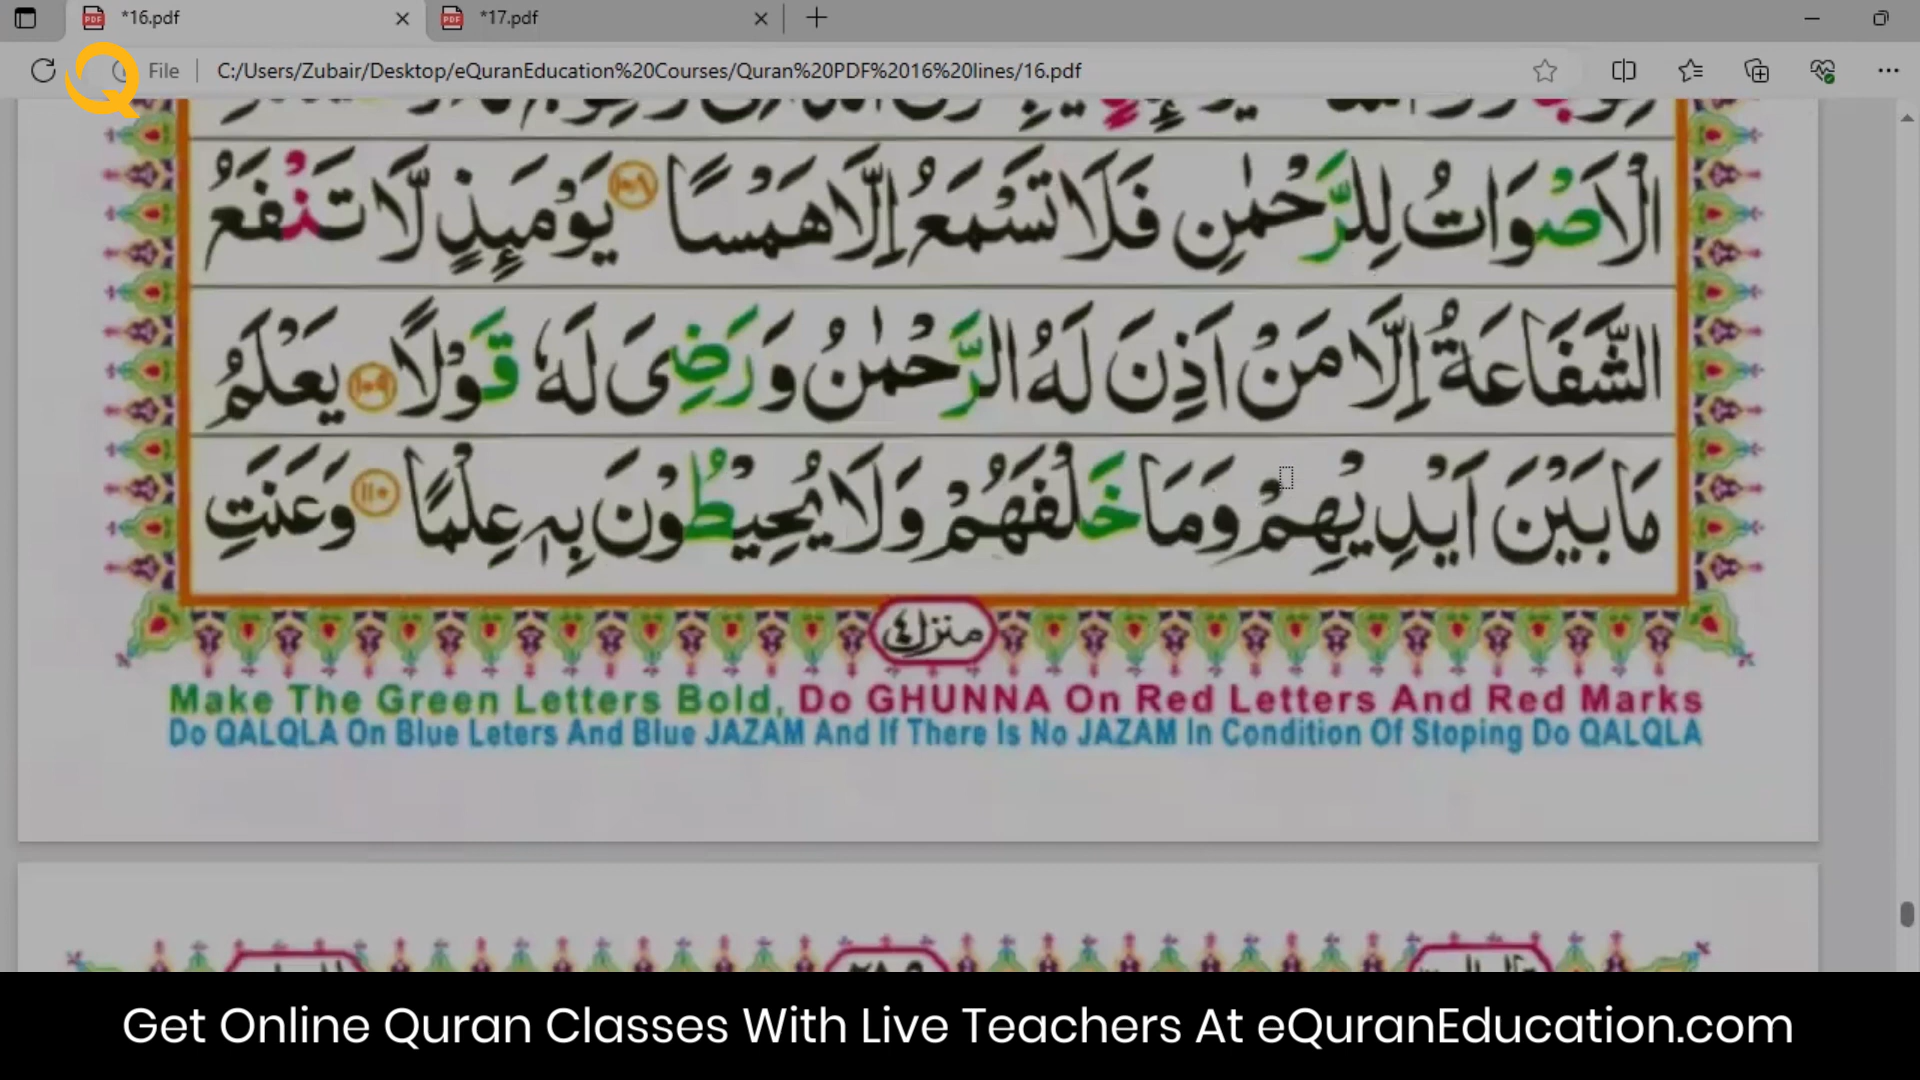 *16.pdf
*17.pdf
File
C:/Users/Zubair/Desktop/eQuranEducation%20Courses/Quran%20PDF%2016%20lines/16.pdf
الْاَصْوَاتُ لِلرَّحْمٰنِ فَلَا تَسْمَعُ اِلَّا هَمْسًا ۝۱۰۸ يَوْمَىِٕذٍ لَّا تَنْفَعُ
الشَّفَاعَةُ اِلَّا مَنْ اَذِنَ لَهُ الرَّحْمٰنُ وَرَضِیَ لَهٗ قَوْلًا ۝۱۰۹ يَعْلَمُ
مَا بَيْنَ اَيْدِيْهِمْ وَمَا خَلْفَهُمْ وَلَا يُحِيْطُوْنَ بِهٖ عِلْمًا ۝۱۱۰ وَعَنَتِ
منزل ٤
Make The Green Letters Bold, Do GHUNNA On Red Letters And Red Marks
Do QALQLA On Blue Leters And Blue JAZAM And If There Is No JAZAM In Condition Of Stoping Do QALQLA
Get Online Quran Classes With Live Teachers At eQuranEducation.com